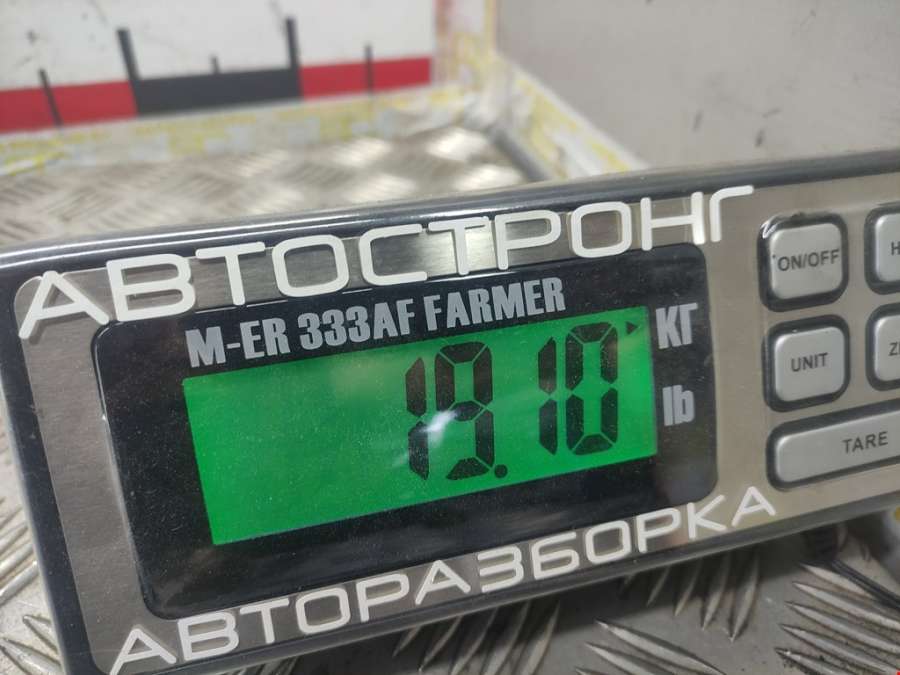 АВТОСТРОНГ
M-ER 333AF FARMER
19.10
КГ
lb
ON/OFF
UNIT
TARE
АВТОРАЗБОРКА